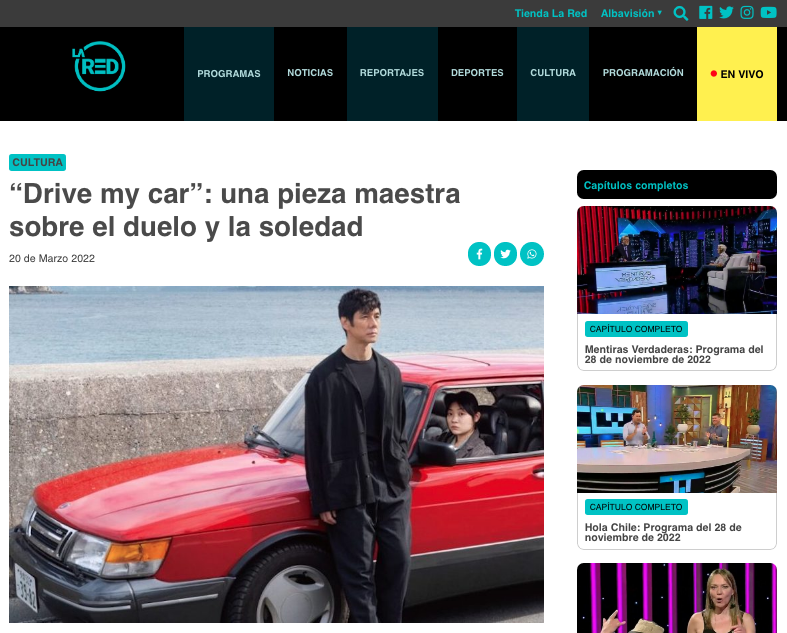 Tienda La Red Albavisión
LA RED
PROGRAMAS NOTICIAS REPORTAJES DEPORTES CULTURA PROGRAMACIÓN EN VIVO
CULTURA
“Drive my car”: una pieza maestra
sobre el duelo y la soledad
20 de Marzo 2022
Capítulos completos
MENTIRAS
VERDADERAS
CAPÍTULO COMPLETO
Mentiras Verdaderas: Programa del
28 de noviembre de 2022
CAPÍTULO COMPLETO
Hola Chile: Programa del 28 de
noviembre de 2022